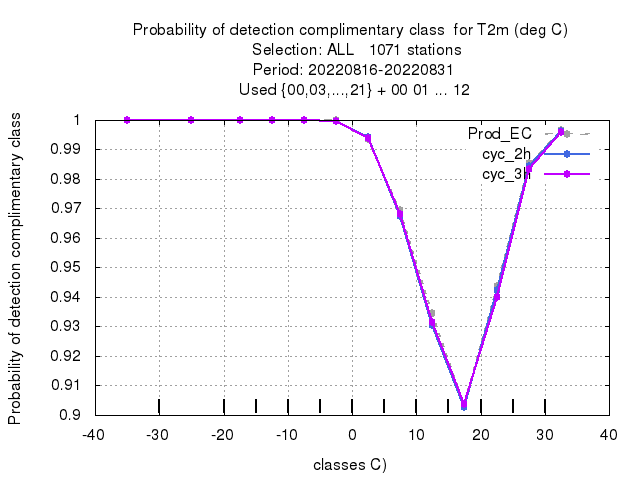 Probability of detection complimentary class  for T2m (deg C)
Selection: ALL   1071 stations
Period: 20220816-20220831
Used {00,03,...,21} + 00 01 ... 12
Probability of detection complimentary class
1
0.99
0.98
0.97
0.96
0.95
0.94
0.93
0.92
0.91
0.9
Prod_EC
cyc_2h
cyc_3h
-40
-30
-20
-10
0
10
20
30
40
classes C)